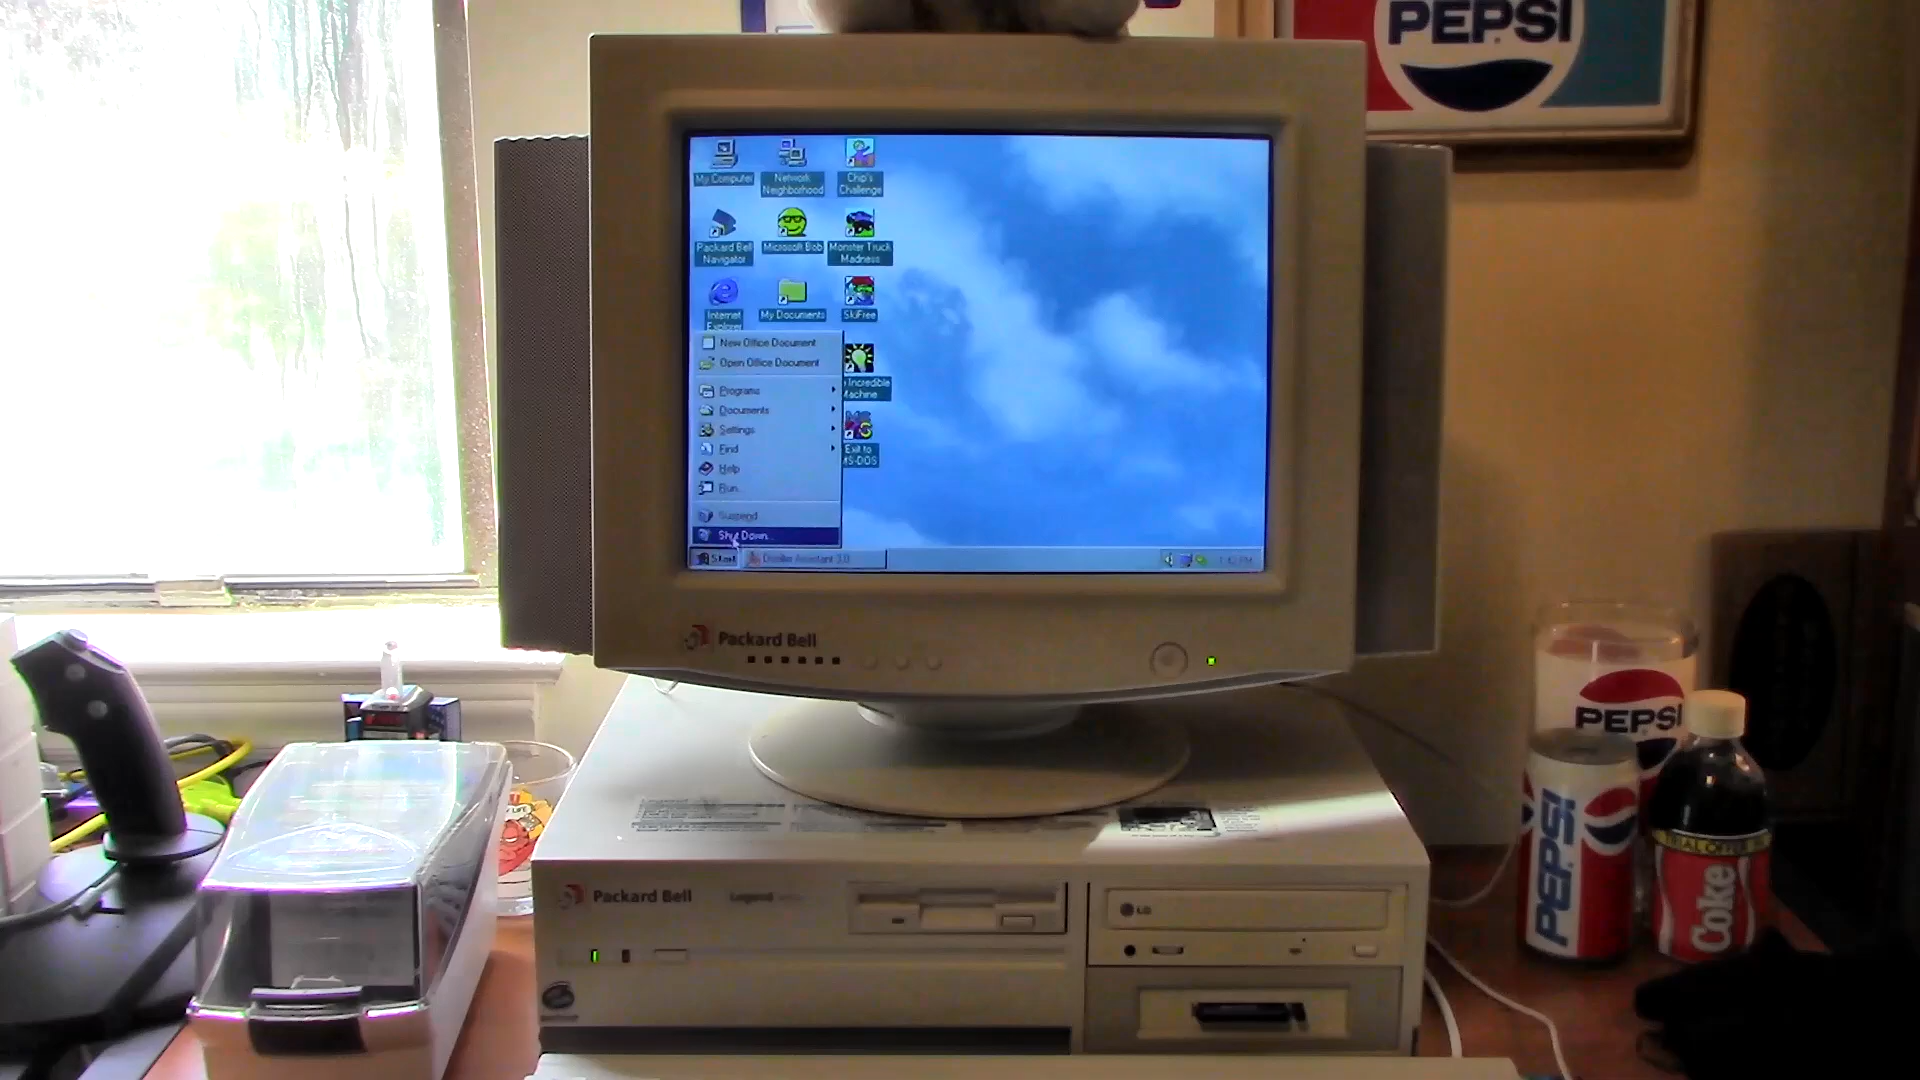 PEPSI
My Computer
Network
Neighborhood
Chip's
Challenge
Packard Bell
Navigator
Microsoft Bob
Monster Truck
Madness
Internet
Explorer
My Documents
SkiFree
New Office Document
Open Office Document
Programs
Documents
Settings
Find
Help
Run...
Suspend
Shut Down...
Incredible
Machine
Exit to
MS-DOS
Start
Packard Bell
PEPSI
PEPSI
Coke
Packard Bell
Legend
LG